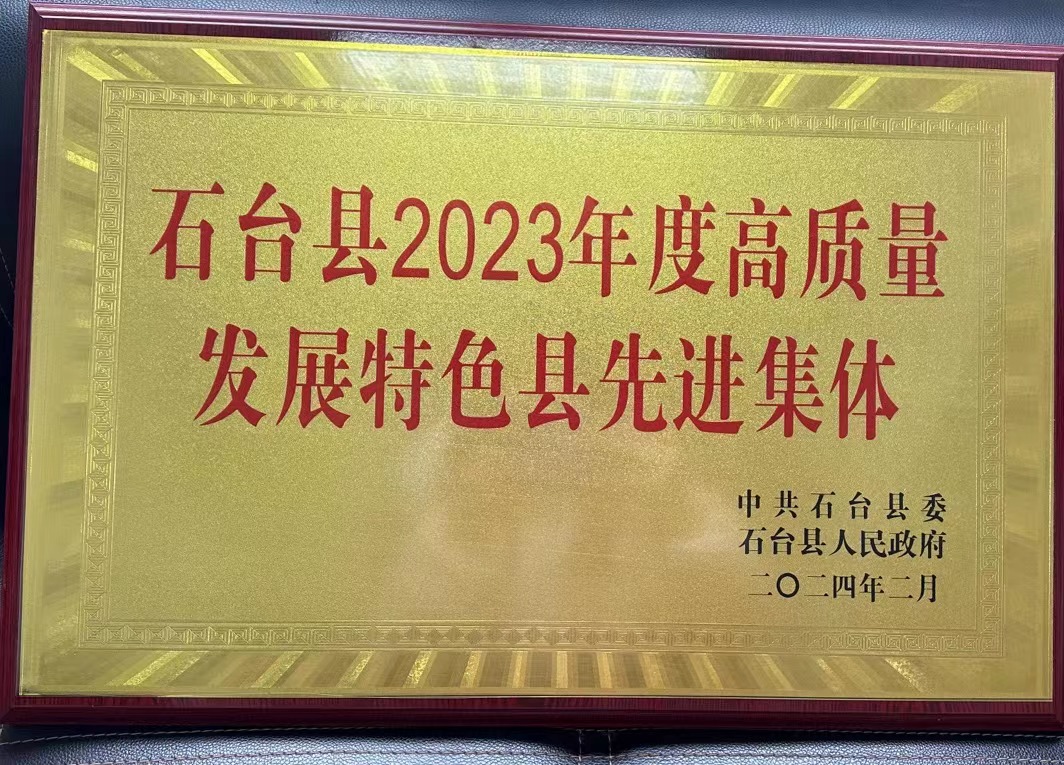 石台县2023年度高质量
发展特色县先进集体
中共石台县委
石台县人民政府
二〇二四年二月